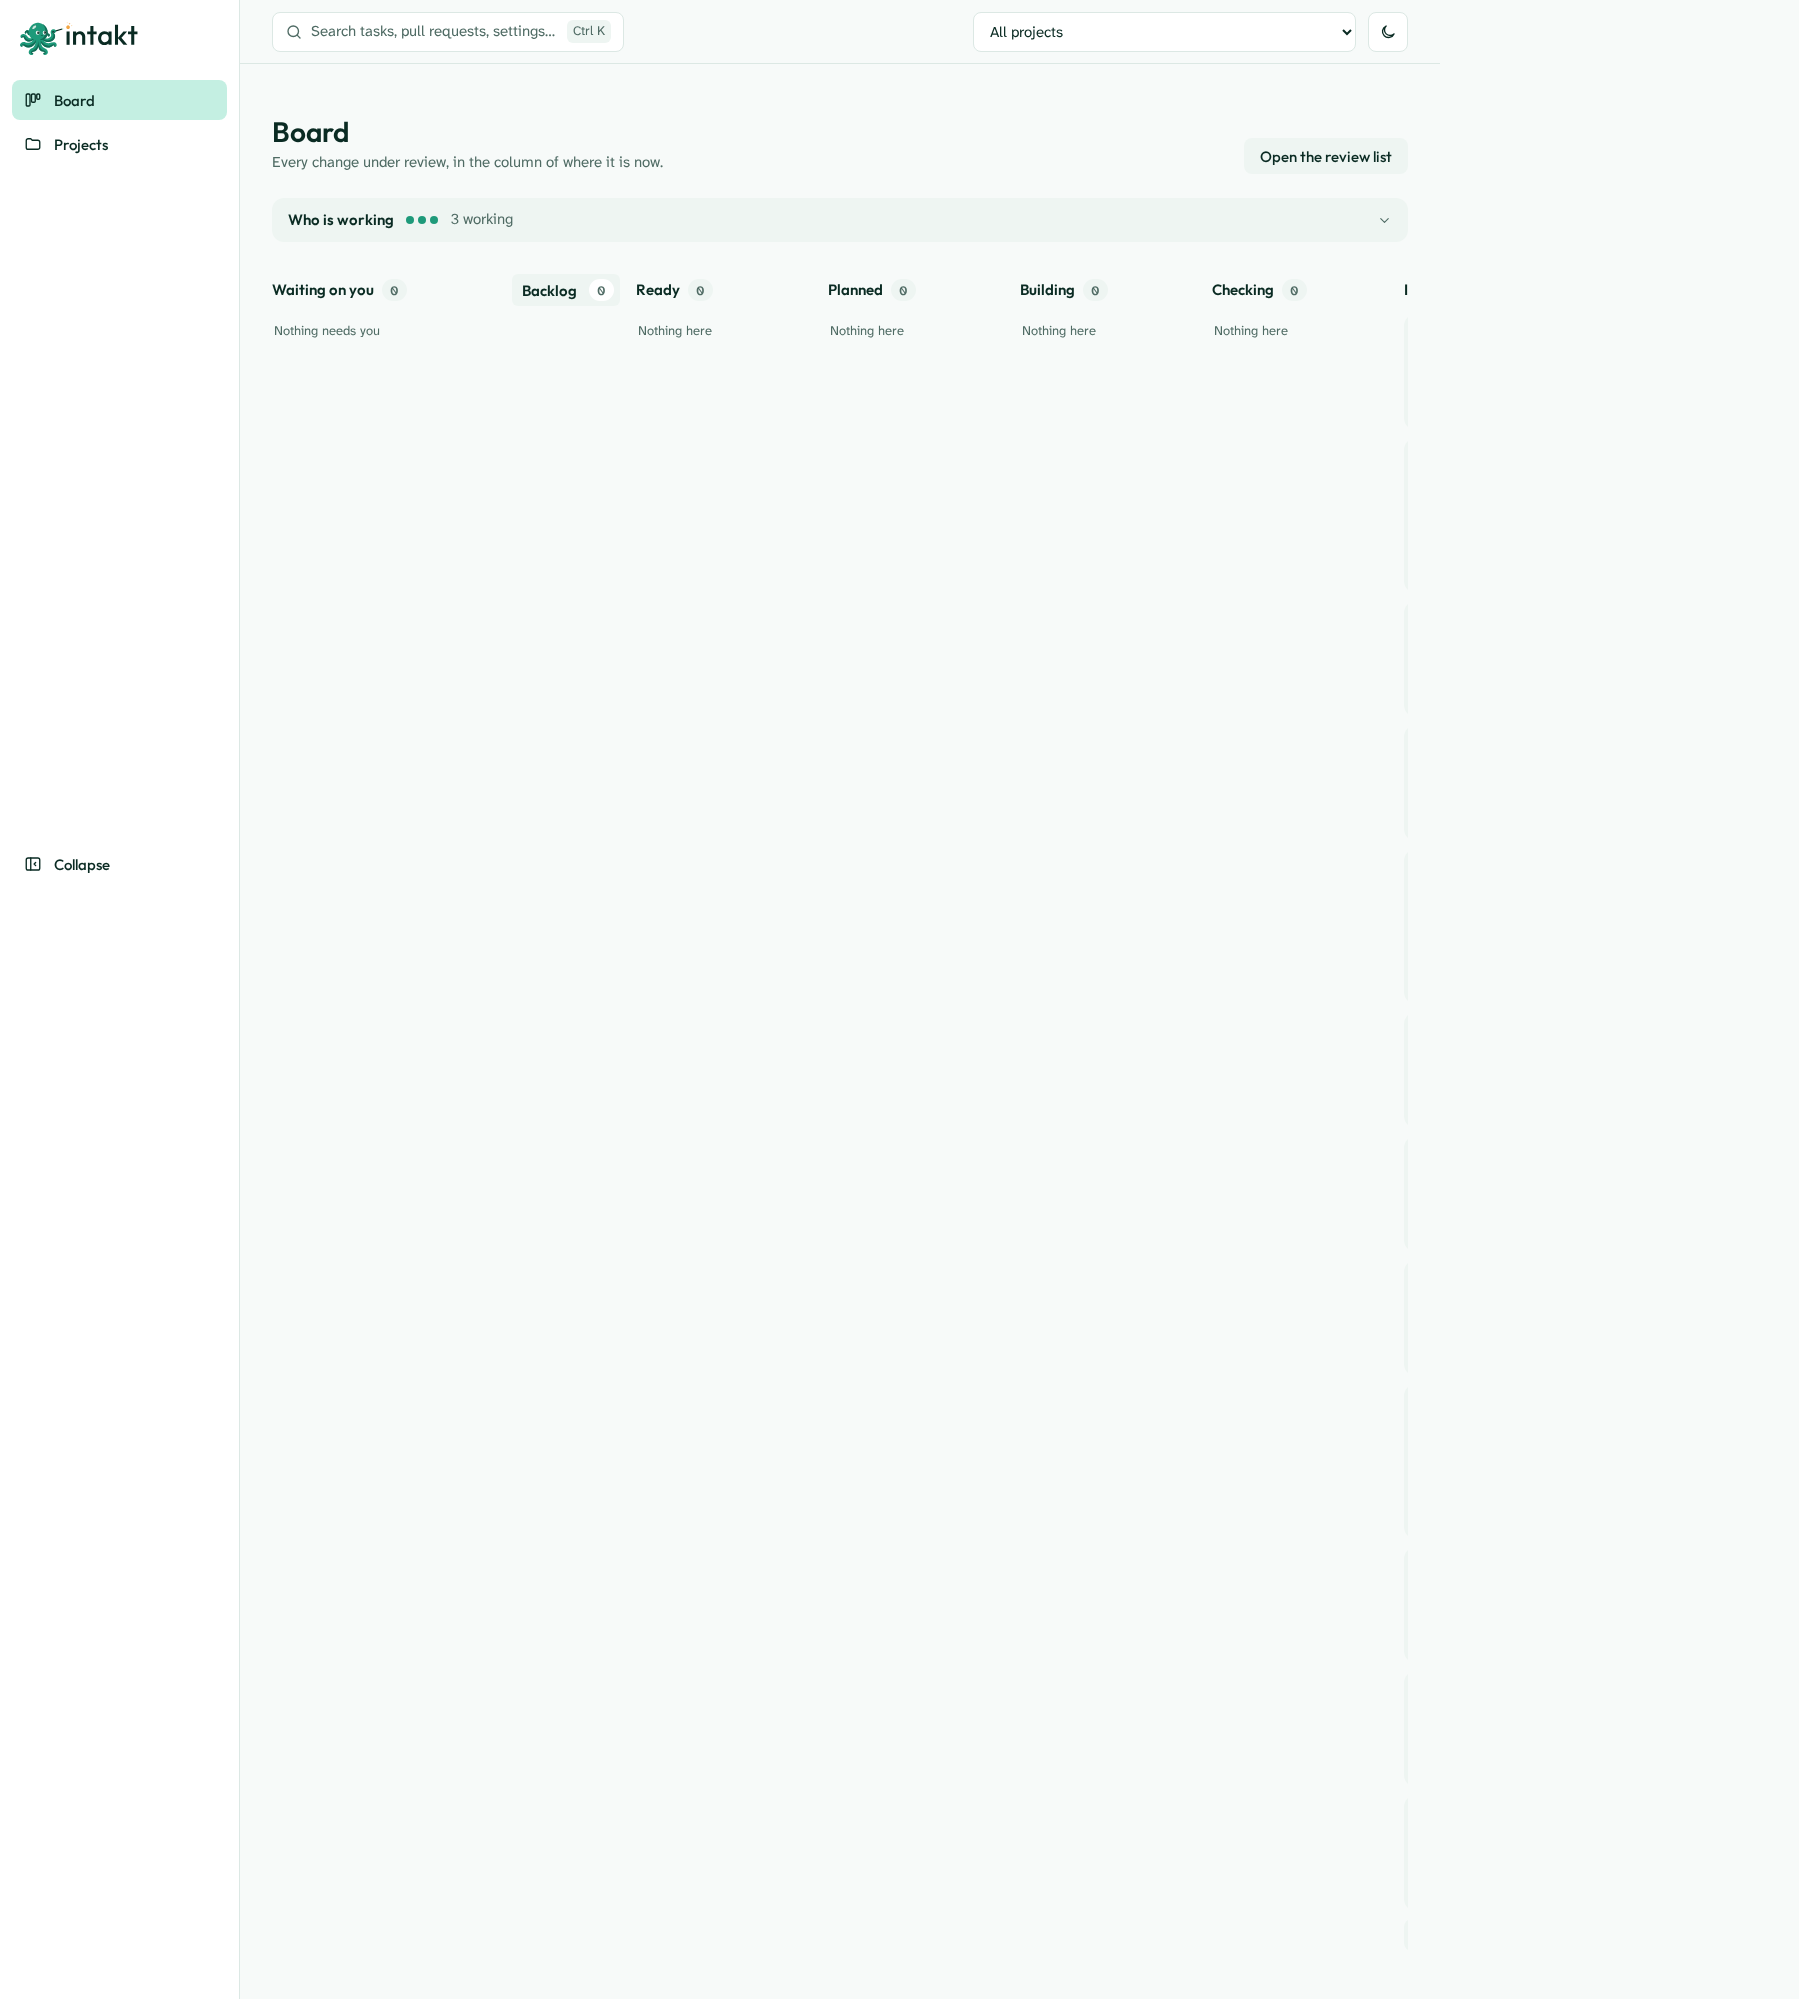 intakt
Search tasks, pull requests, settings... Ctrl K
All projects
Board
Projects
Board
Every change under review, in the column of where it is now.
Open the review list
Who is working
3 working
Waiting on you 0
Backlog 0
Ready 0
Planned 0
Building 0
Checking 0
Nothing needs you
Nothing here
Nothing here
Nothing here
Nothing here
Collapse